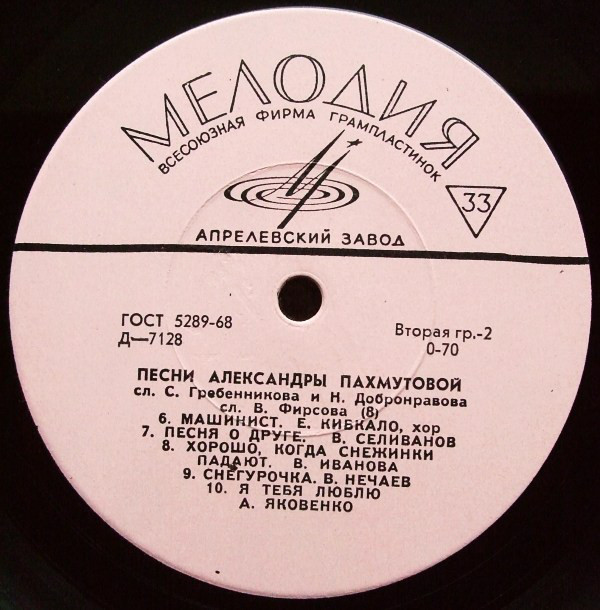 МЕЛОДИЯ
ВСЕСОЮЗНАЯ ФИРМА ГРАМПЛАСТИНОК
33
АПРЕЛЕВСКИЙ ЗАВОД
ГОСТ 5289-68
Д—7128
Вторая гр.-2
0-70
ПЕСНИ АЛЕКСАНДРЫ ПАХМУТОВОЙ
сл. С. Гребенникова и Н. Добронравова
сл. В. Фирсова (8)
6. МАШИНИСТ. Е. КИБКАЛО, хор
7. ПЕСНЯ О ДРУГЕ. В. СЕЛИВАНОВ
8. ХОРОШО, КОГДА СНЕЖИНКИ
ПАДАЮТ. В. ИВАНОВА
9. СНЕГУРОЧКА. В. НЕЧАЕВ
10. Я ТЕБЯ ЛЮБЛЮ
А. ЯКОВЕНКО